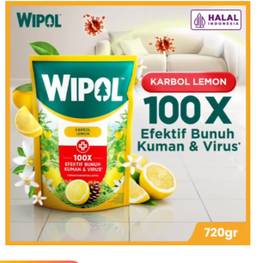 WIPOL
HALAL
INDONESIA
KARBOL LEMON
100X
Efektif Bunuh
Kuman & Virus*
WIPOL
KARBOL
LEMON
100X
EFEKTIF BUNUH
KUMAN & VIRUS*
720gr